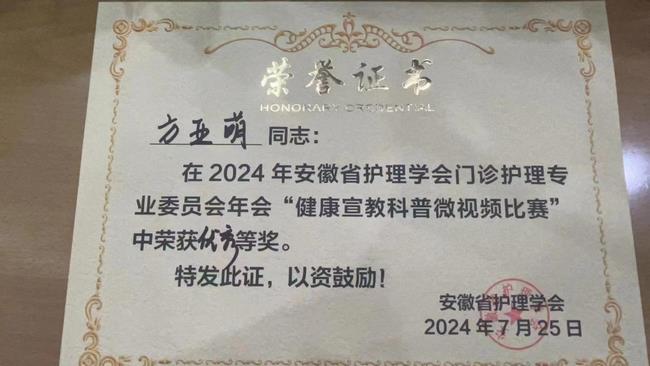 荣誉证书
HONORARY CREDENTIAL
方亚萌 同志：
在2024年安徽省护理学会门诊护理专
业委员会年会“健康宣教科普微视频比赛”
中荣获优秀等奖。
特发此证，以资鼓励！
安徽省护理学会
2024年7月25日